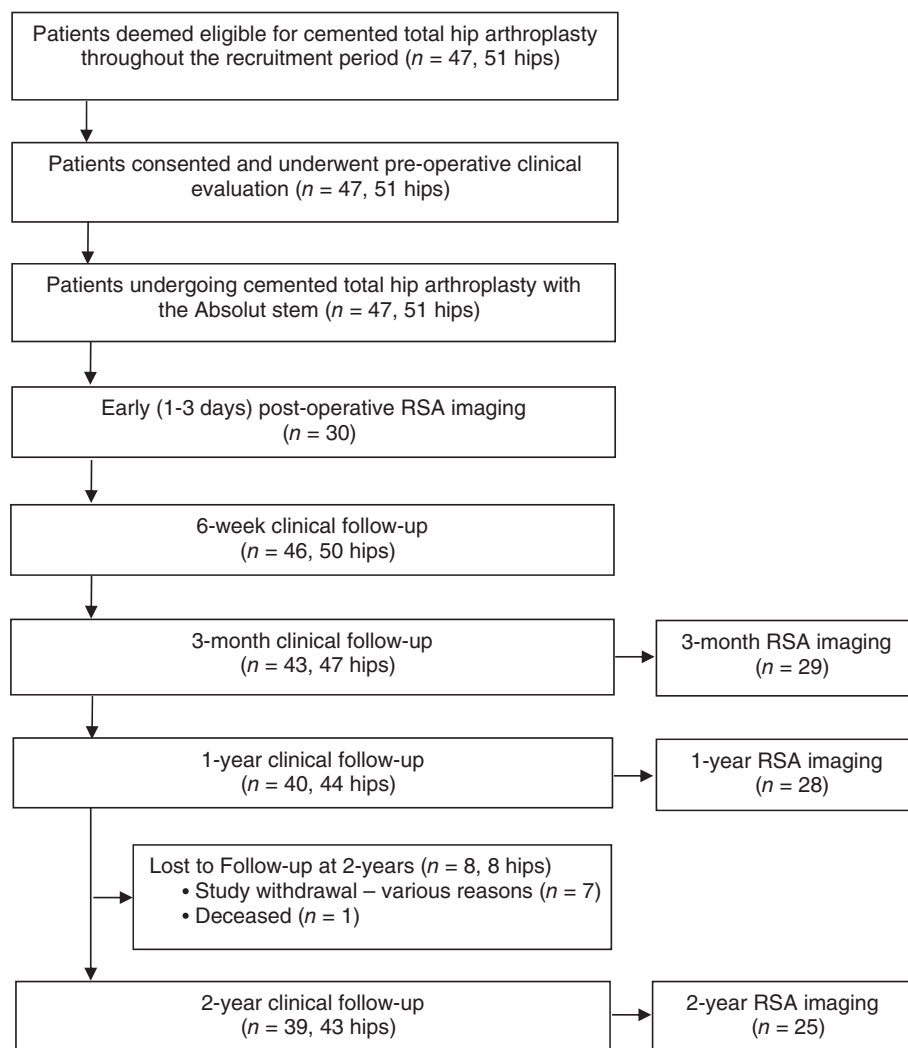 Patients deemed eligible for cemented total hip arthroplasty
throughout the recruitment period (n = 47, 51 hips)
Patients consented and underwent pre-operative clinical
evaluation (n = 47, 51 hips)
Patients undergoing cemented total hip arthroplasty with
the Absolut stem (n = 47, 51 hips)
Early (1-3 days) post-operative RSA imaging
(n = 30)
6-week clinical follow-up
(n = 46, 50 hips)
3-month clinical follow-up
(n = 43, 47 hips)
3-month RSA imaging
(n = 29)
1-year clinical follow-up
(n = 40, 44 hips)
1-year RSA imaging
(n = 28)
Lost to Follow-up at 2-years (n = 8, 8 hips)
• Study withdrawal – various reasons (n = 7)
• Deceased (n = 1)
2-year clinical follow-up
(n = 39, 43 hips)
2-year RSA imaging
(n = 25)